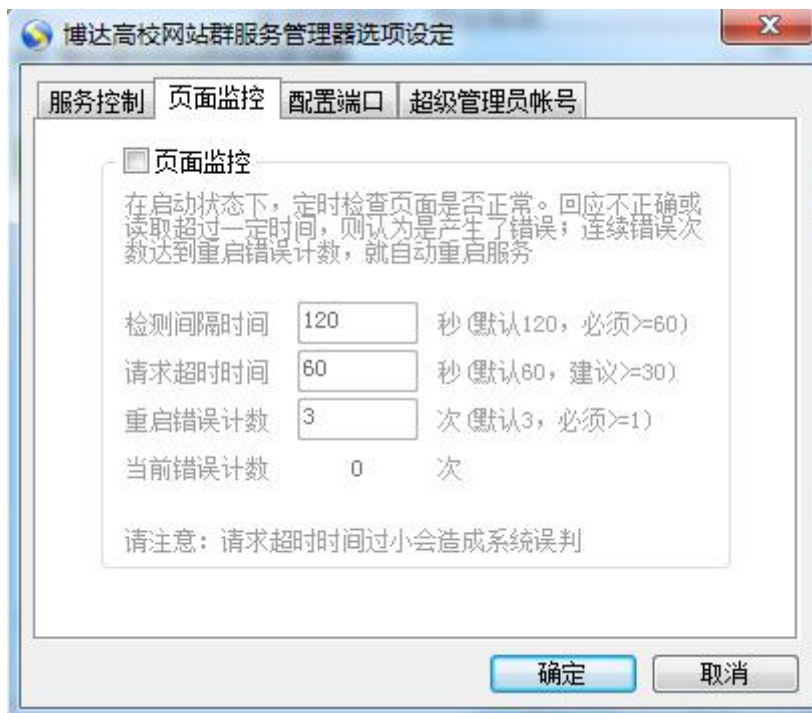 博达高校网站群服务管理器选项设定
服务控制 页面监控 配置端口 超级管理员帐号
页面监控
在启动状态下，定时检查页面是否正常。回应不正确或
读取超过一定时间，则认为是产生了错误；连续错误次
数达到重启错误计数，就自动重启服务
检测间隔时间 120 秒(默认120，必须>=60)
请求超时时间 60 秒(默认60，建议>=30)
重启错误计数 3 次(默认3，必须>=1)
当前错误计数 0 次
请注意：请求超时时间过小会造成系统误判
确定 取消